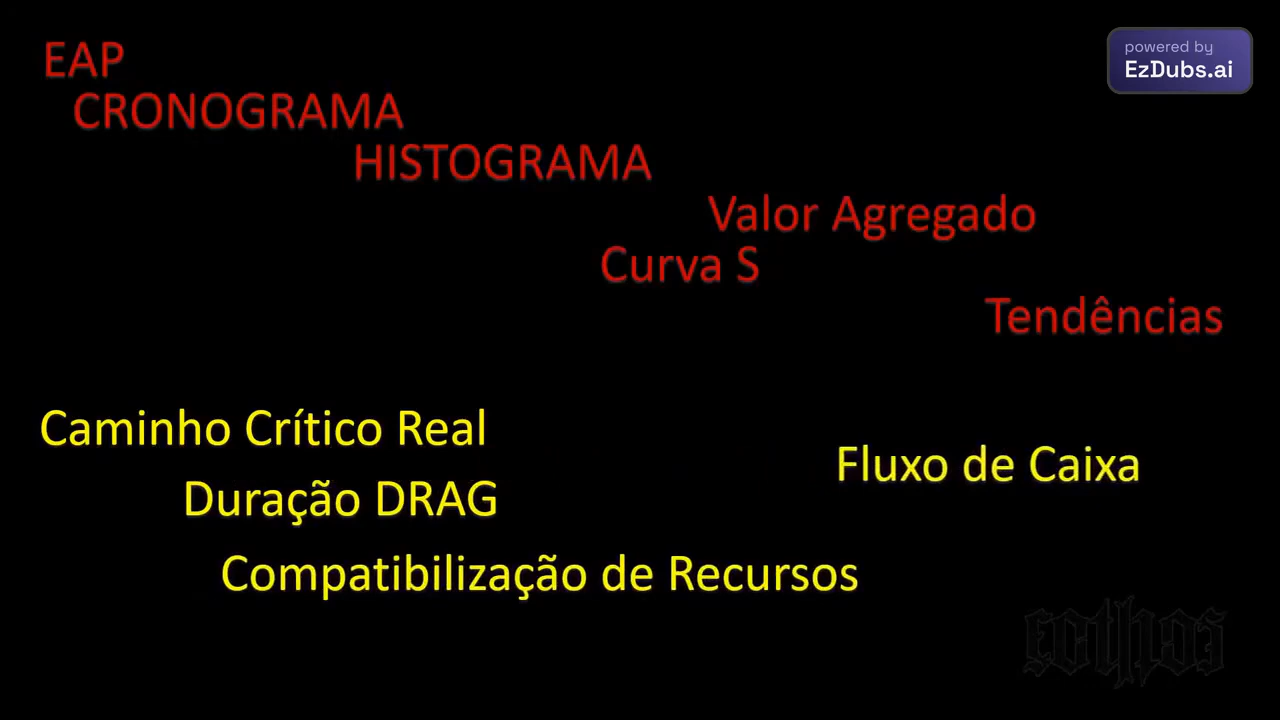 EAP
powered by
EzDubs.ai
CRONOGRAMA
HISTOGRAMA
Valor Agregado
Curva S
Tendências
Caminho Crítico Real
Fluxo de Caixa
Duração DRAG
Compatibilização de Recursos